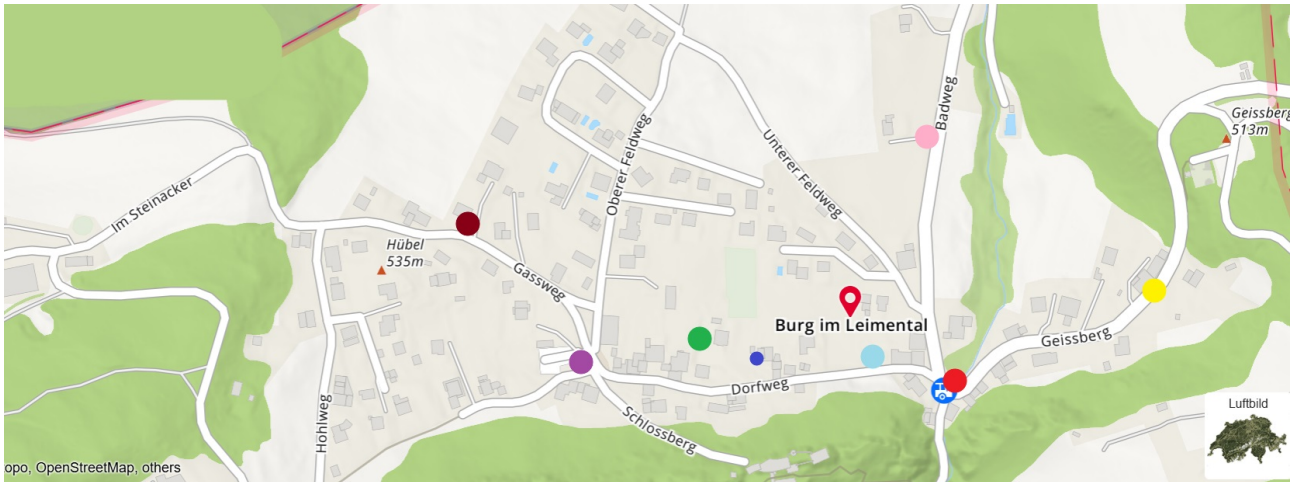 Geissberg
513m
Badweg
Unterer Feldweg
Oberer Feldweg
Im Steinacker
Hübel
535m
Gassweg
Burg im Leimental
Geissberg
Dorfweg
Schlossberg
Hohlweg
Luftbild
opo, OpenStreetMap, others